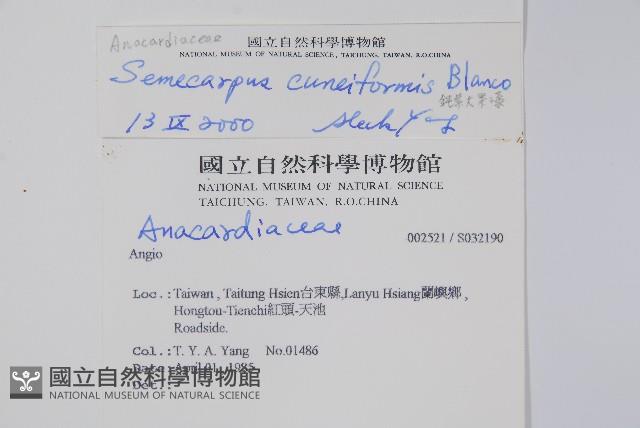 Anacardiaceae 國立自然科學博物館
NATIONAL MUSEUM OF NATURAL SCIENCE, TAICHUNG, TAIWAN, R.O.CHINA
Semecarpus cuneiformis Blanco
13 IX 2000
國立自然科學博物館
NATIONAL MUSEUM OF NATURAL SCIENCE
TAICHUNG, TAIWAN, R.O.CHINA
Anacardiaceae
002521 / S032190
Angio
Loc.: Taiwan, Taitung Hsien台東縣,Lanyu Hsiang蘭嶼鄉,
Hongtou-Tienchi紅頭-天池
Roadside.
Col.: T. Y. A. Yang No.01486
Date: April 01, 1985
Det.:
國立自然科學博物館
NATIONAL MUSEUM OF NATURAL SCIENCE